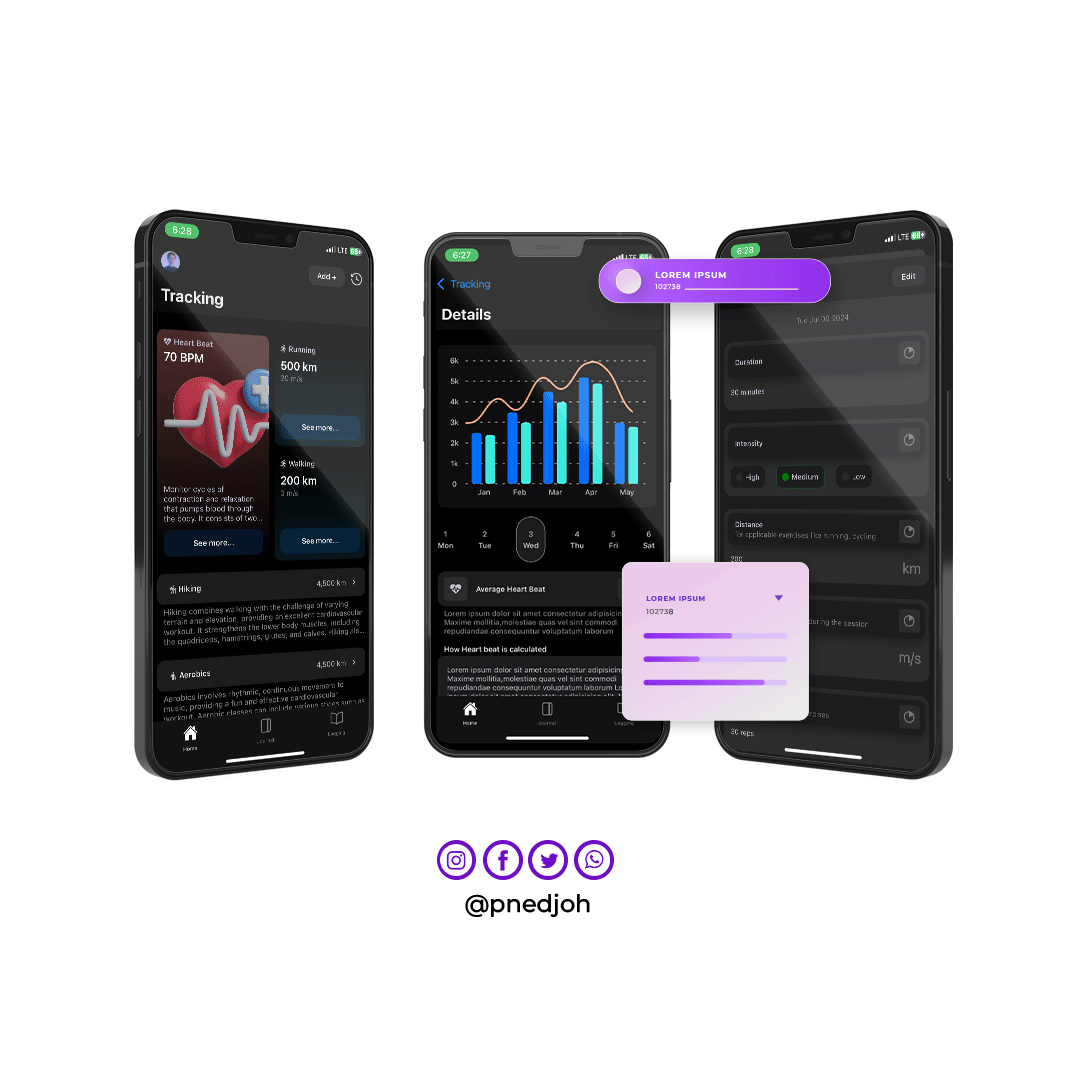 6:28
LTE 66+
Add +
Tracking
Heart Beat
70 BPM
Monitor cycles of
contraction and relaxation
that pumps blood through
the body. It consists of two...
See more...
Running
500 km
20 m/s
See more...
Walking
200 km
3 m/s
See more...
Hiking
4,500 km >
Hiking combines walking with the challenge of varying
terrain and elevation, providing an excellent cardiovascular
workout. It strengthens the lower body muscles, including
the quadriceps, hamstrings, glutes, and calves. Hiking als...
Aerobics
4,500 km >
Aerobics involves rhythmic, continuous movement to
music, providing a fun and effective cardiovascular
workout. Aerobic classes can include various styles such as
Home
Journal
Logging
6:27
LTE
Tracking
Details
6k
5k
4k
3k
2k
1k
0
Jan Feb Mar Apr May
1 2 3 4 5 6
Mon Tue Wed Thu Fri Sat
Average Heart Beat
Lorem ipsum dolor sit amet consectetur adipisicin
Maxime mollitia,molestiae quas vel sint commodi
repudiandae consequuntur voluptatum laborum
How Heart beat is calculated
Lorem ipsum dolor sit amet consectetur adipisicing
Maxime mollitia,molestiae quas vel sint commodi
repudiandae consequuntur voluptatum laborum
Home
Journal
Logging
LOREM IPSUM
102738
LOREM IPSUM
102738
6:28
LTE 66+
Edit
Tue Jul 09 2024
Duration
30 minutes
Intensity
High
Medium
Low
Distance
for applicable exercises like running, cycling
200
km
during the session
m/s
30 reps
@pnedjoh